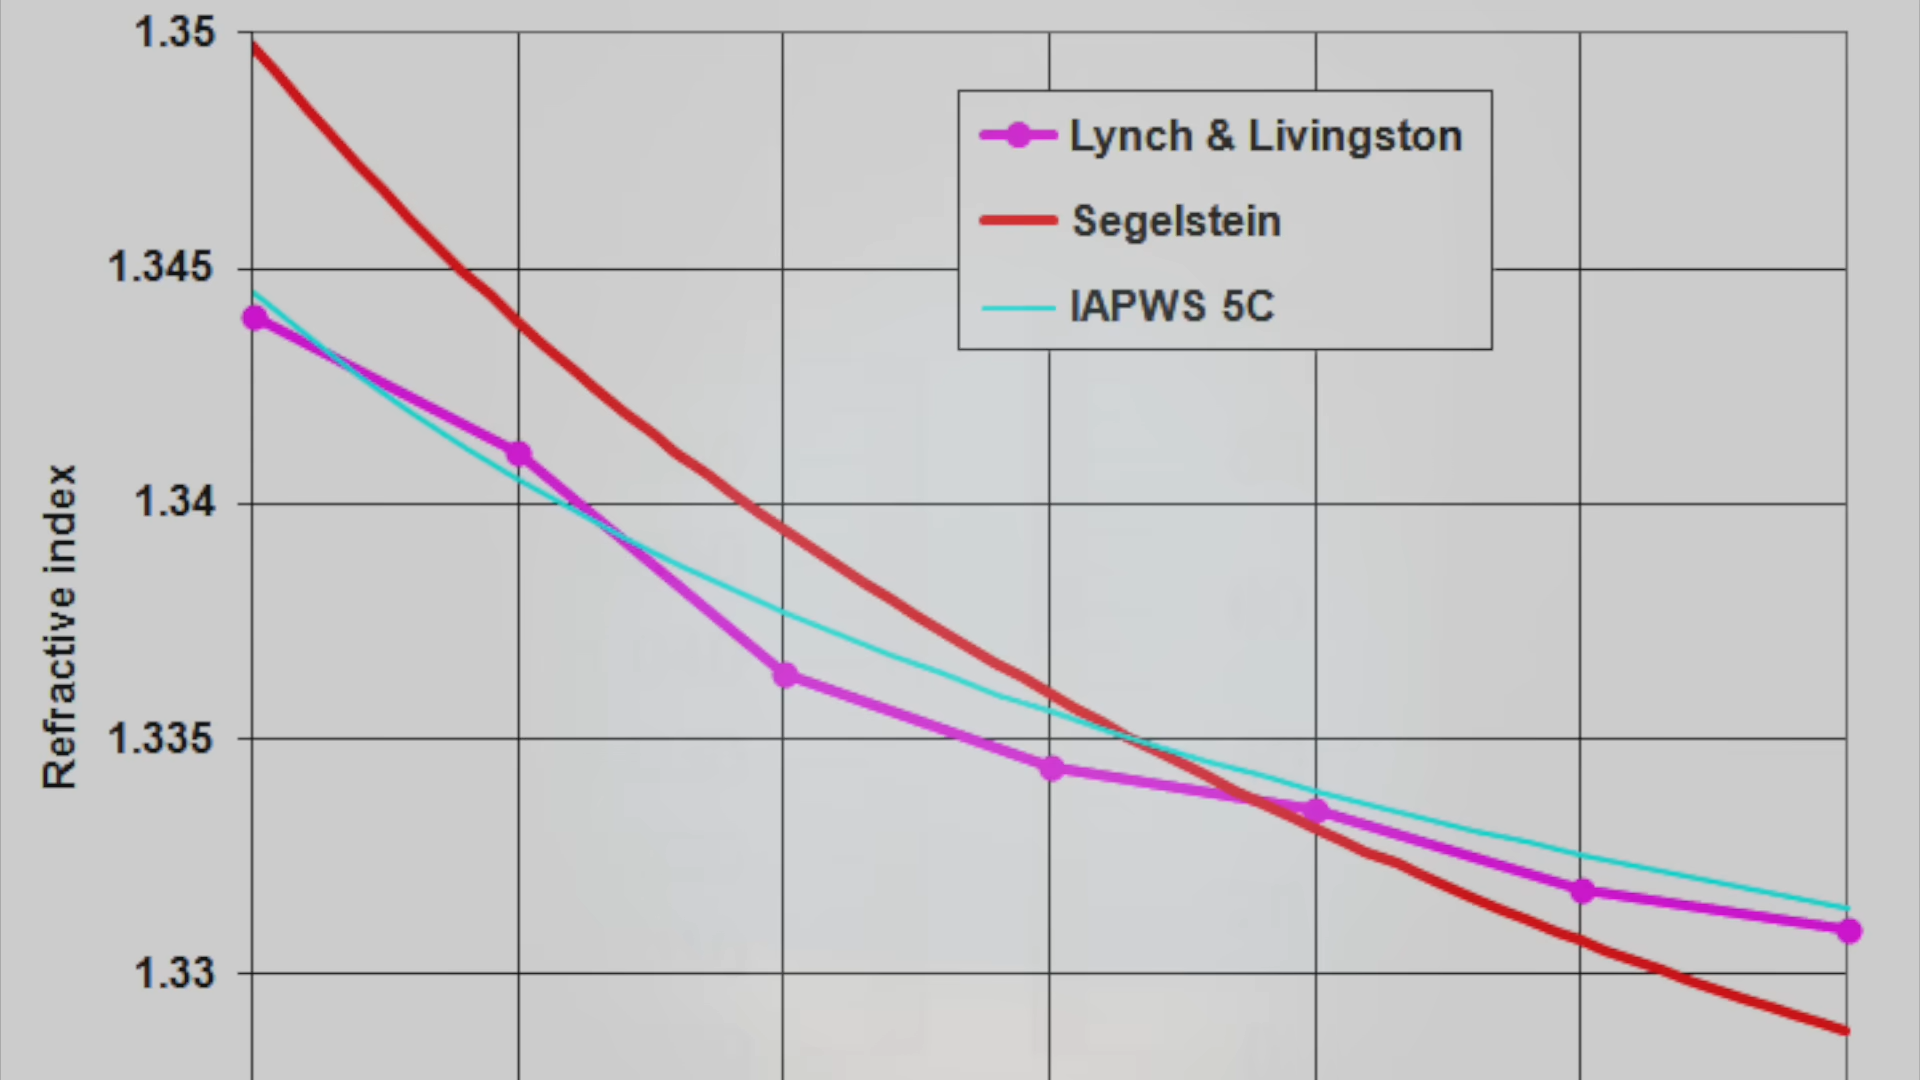 1.35
Lynch & Livingston
Segelstein
1.345
IAPWS 5C
1.34
Refractive index
1.335
1.33